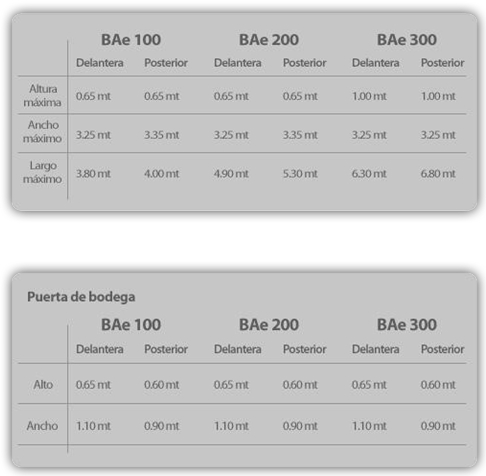 BAe 100 BAe 200 BAe 300
Delantera Posterior Delantera Posterior Delantera Posterior
Altura máxima 0.65 mt 0.65 mt 0.65 mt 0.65 mt 1.00 mt 1.00 mt
Ancho máximo 3.25 mt 3.35 mt 3.25 mt 3.35 mt 3.25 mt 3.25 mt
Largo máximo 3.80 mt 4.00 mt 4.90 mt 5.30 mt 6.30 mt 6.80 mt
Puerta de bodega
BAe 100 BAe 200 BAe 300
Delantera Posterior Delantera Posterior Delantera Posterior
Alto 0.65 mt 0.60 mt 0.65 mt 0.60 mt 0.65 mt 0.60 mt
Ancho 1.10 mt 0.90 mt 1.10 mt 0.90 mt 1.10 mt 0.90 mt